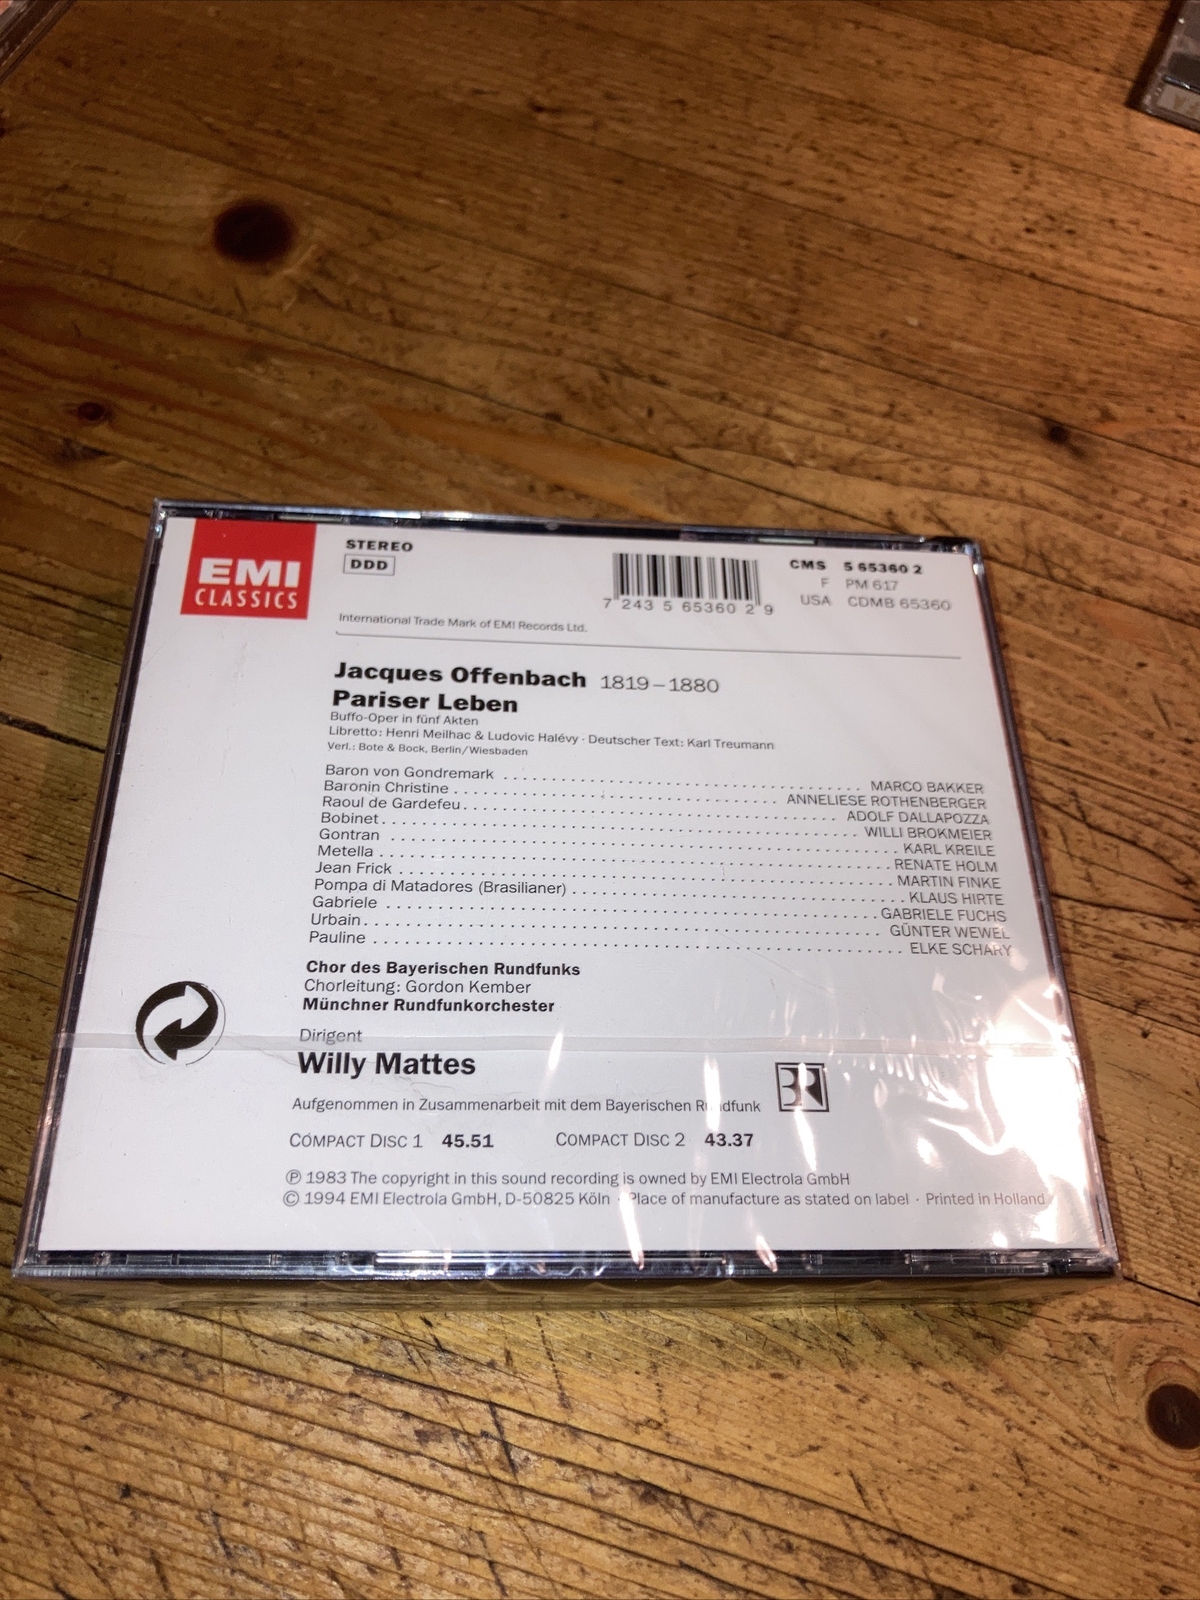 EMI
CLASSICS
STEREO
DDD
7 243 5 65360 2 9
CMS 5 65360 2
F PM 617
USA CDMB 65360
International Trade Mark of EMI Records Ltd.
Jacques Offenbach 1819–1880
Pariser Leben
Buffo-Oper in fünf Akten
Libretto: Henri Meilhac & Ludovic Halévy · Deutscher Text: Karl Treumann
Verl.: Bote & Bock, Berlin/Wiesbaden
Baron von Gondremark . . . . . MARCO BAKKER
Baronin Christine . . . . . ANNELIESE ROTHENBERGER
Raoul de Gardefeu . . . . . ADOLF DALLAPOZZA
Bobinet . . . . . WILLI BROKMEIER
Gontran . . . . . KARL KREILE
Metella . . . . . RENATE HOLM
Jean Frick . . . . . MARTIN FINKE
Pompa di Matadores (Brasilianer) . . . . . KLAUS HIRTE
Gabriele . . . . . GABRIELE FUCHS
Urbain . . . . . GÜNTER WEWEL
Pauline . . . . . ELKE SCHARY
Chor des Bayerischen Rundfunks
Chorleitung: Gordon Kember
Münchner Rundfunkorchester
Dirigent
Willy Mattes
BR
Aufgenommen in Zusammenarbeit mit dem Bayerischen Rundfunk
COMPACT DISC 1 45.51 COMPACT DISC 2 43.37
℗ 1983 The copyright in this sound recording is owned by EMI Electrola GmbH
© 1994 EMI Electrola GmbH, D-50825 Köln · Place of manufacture as stated on label · Printed in Holland